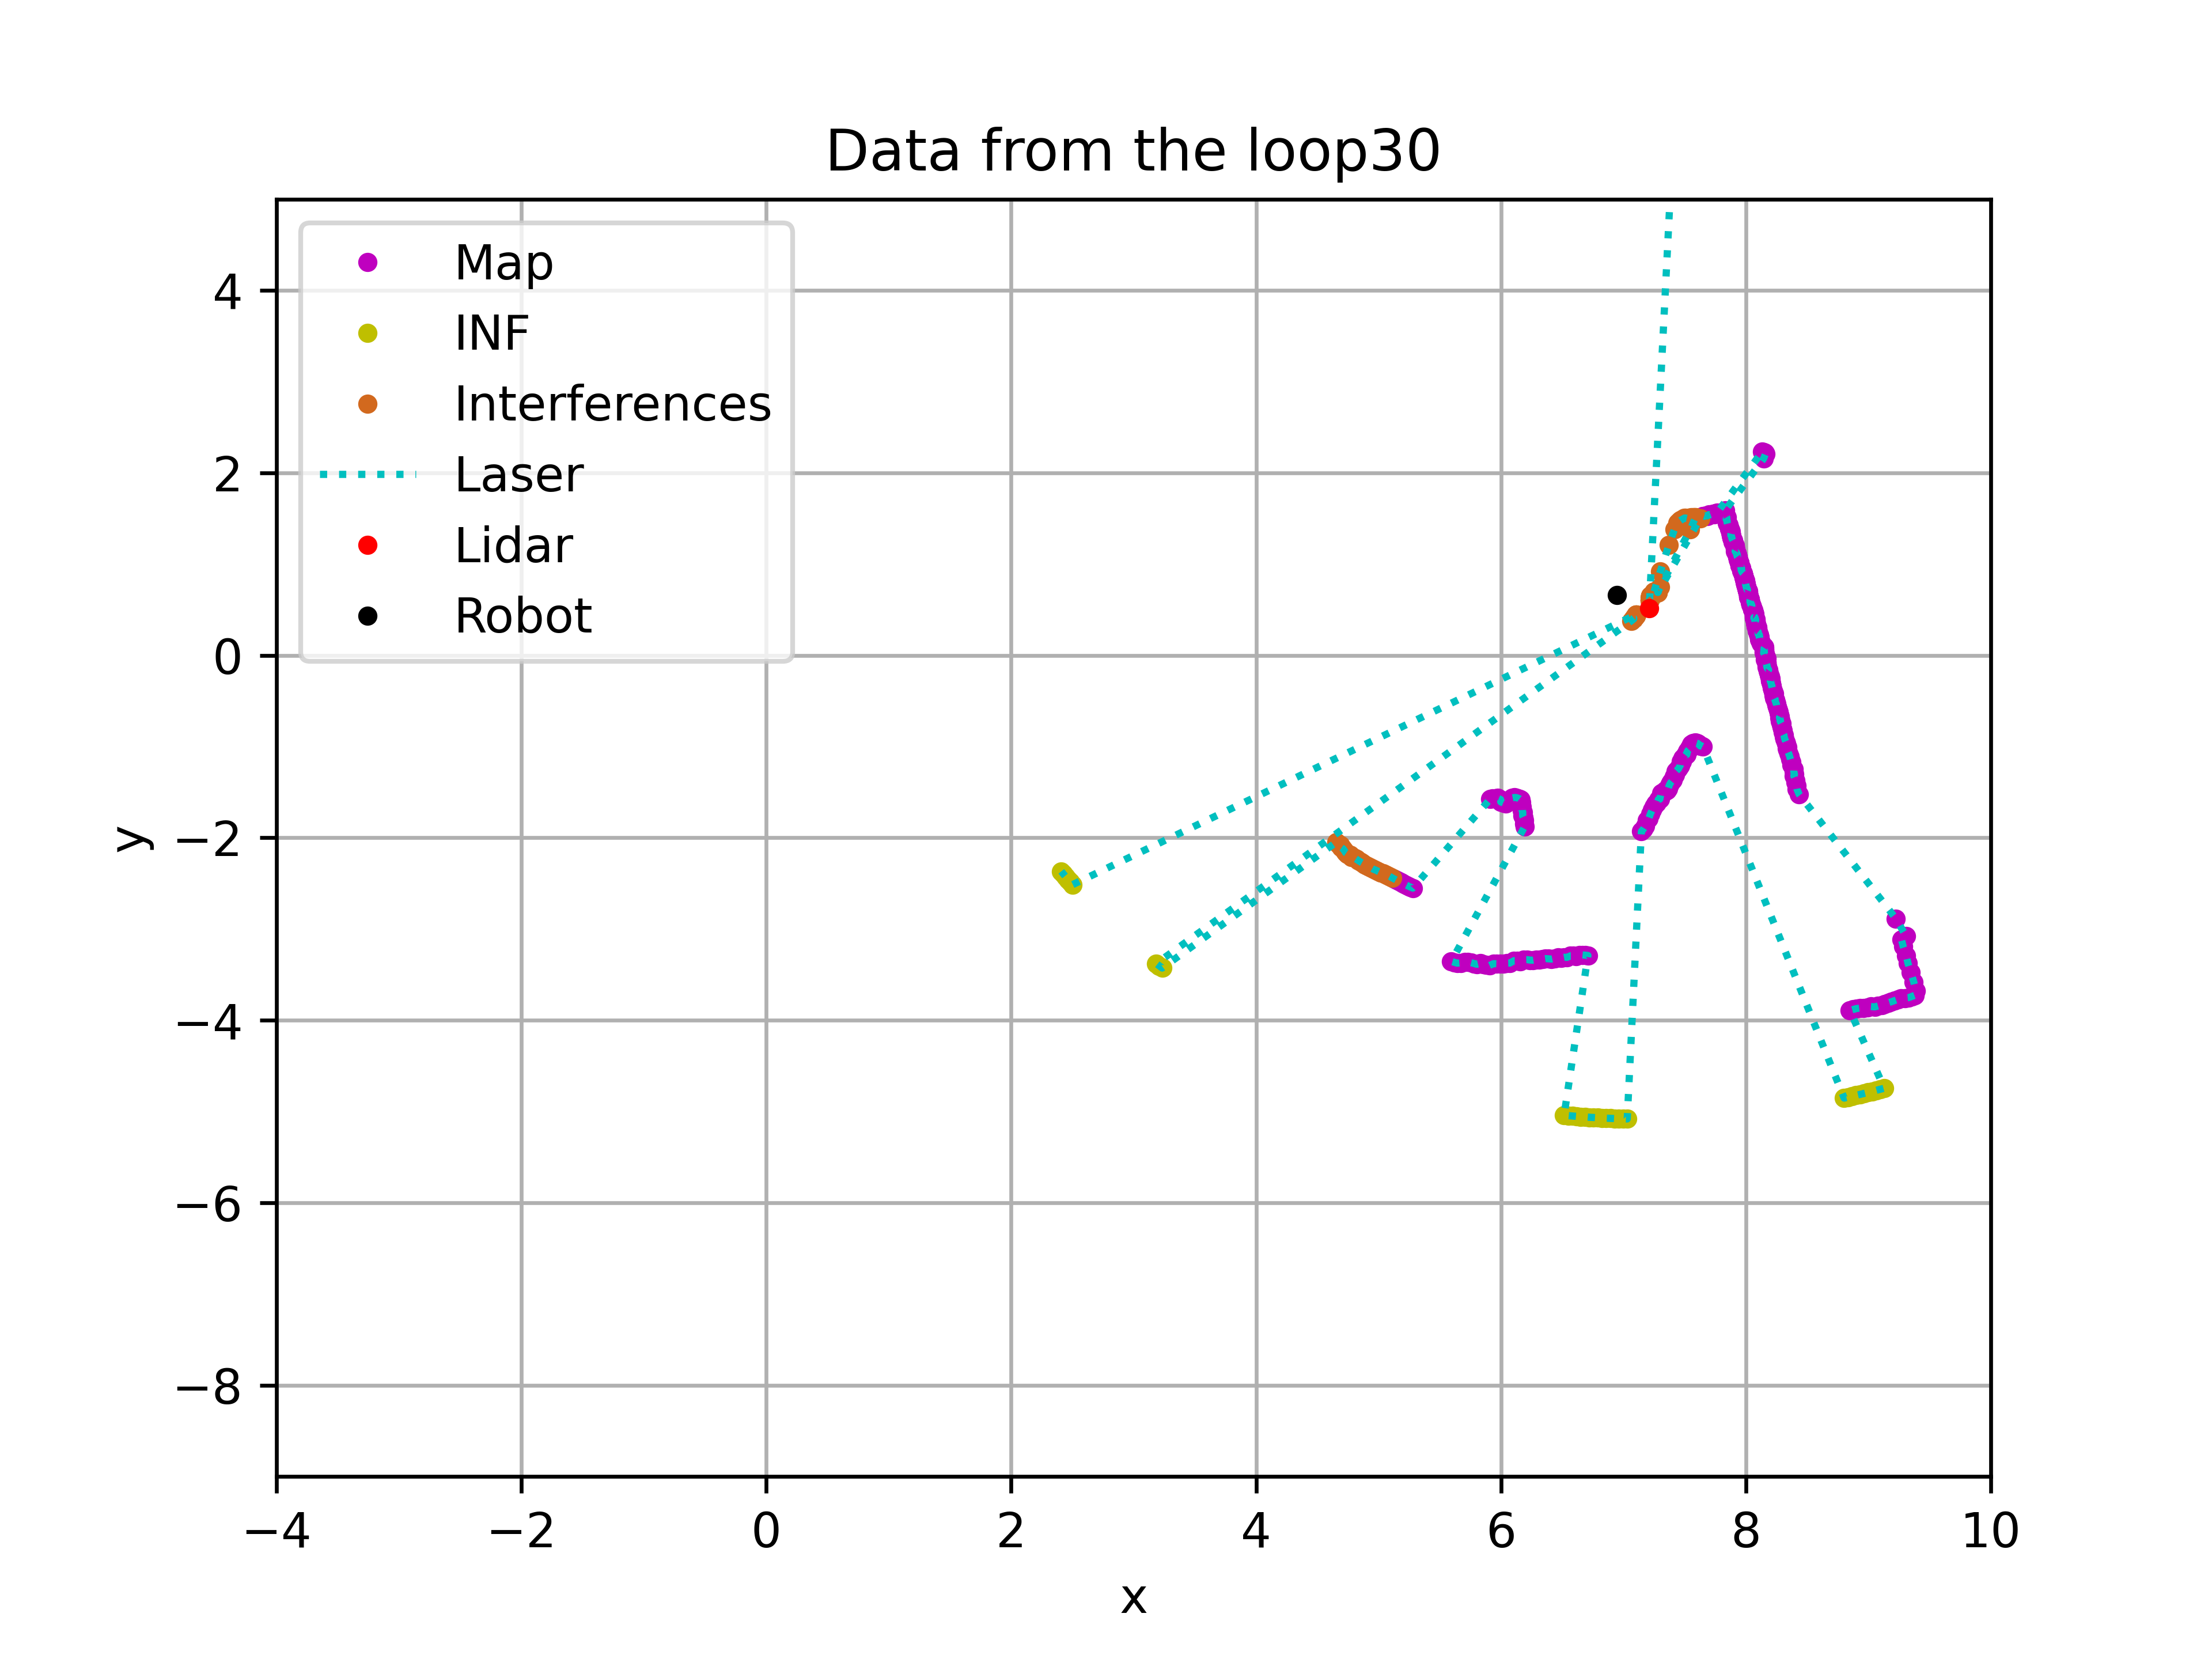 Data from the loop30
Map
INF
Interferences
Laser
Lidar
Robot
4
2
0
−2
−4
−6
−8
y
−4 −2 0 2 4 6 8 10
x